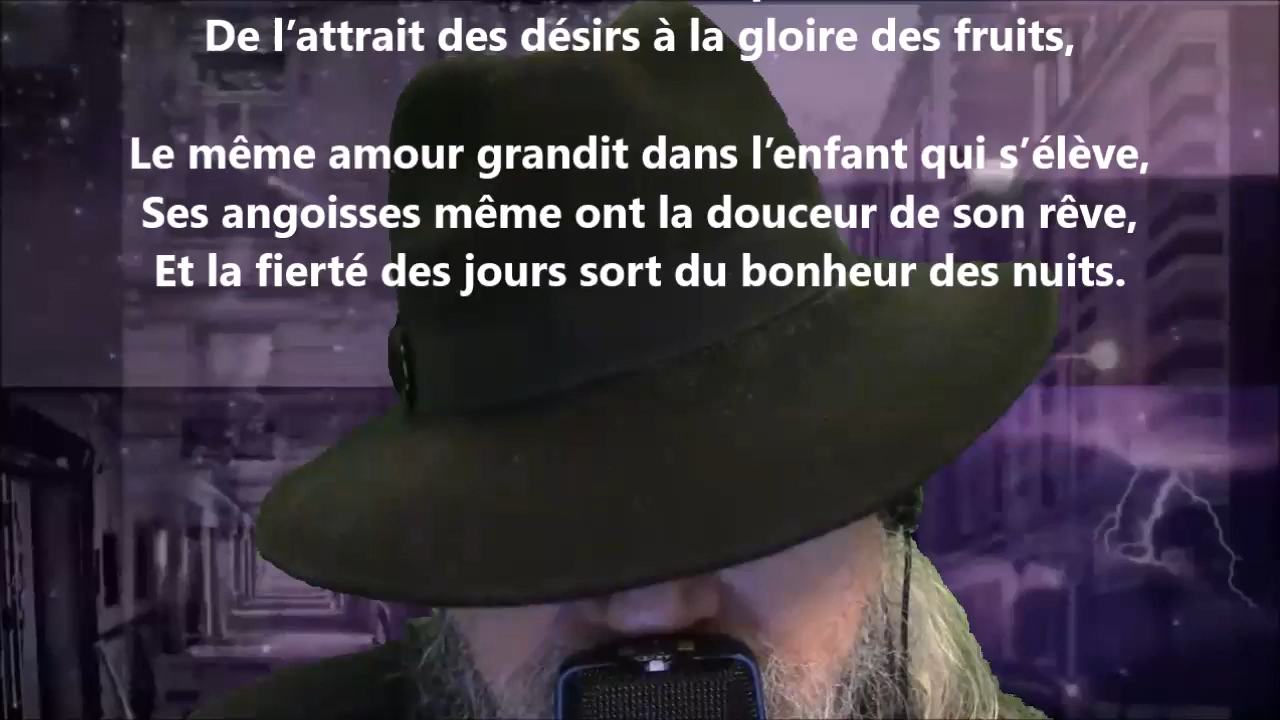 De l’attrait des désirs à la gloire des fruits,
Le même amour grandit dans l’enfant qui s’élève,
Ses angoisses même ont la douceur de son rêve,
Et la fierté des jours sort du bonheur des nuits.